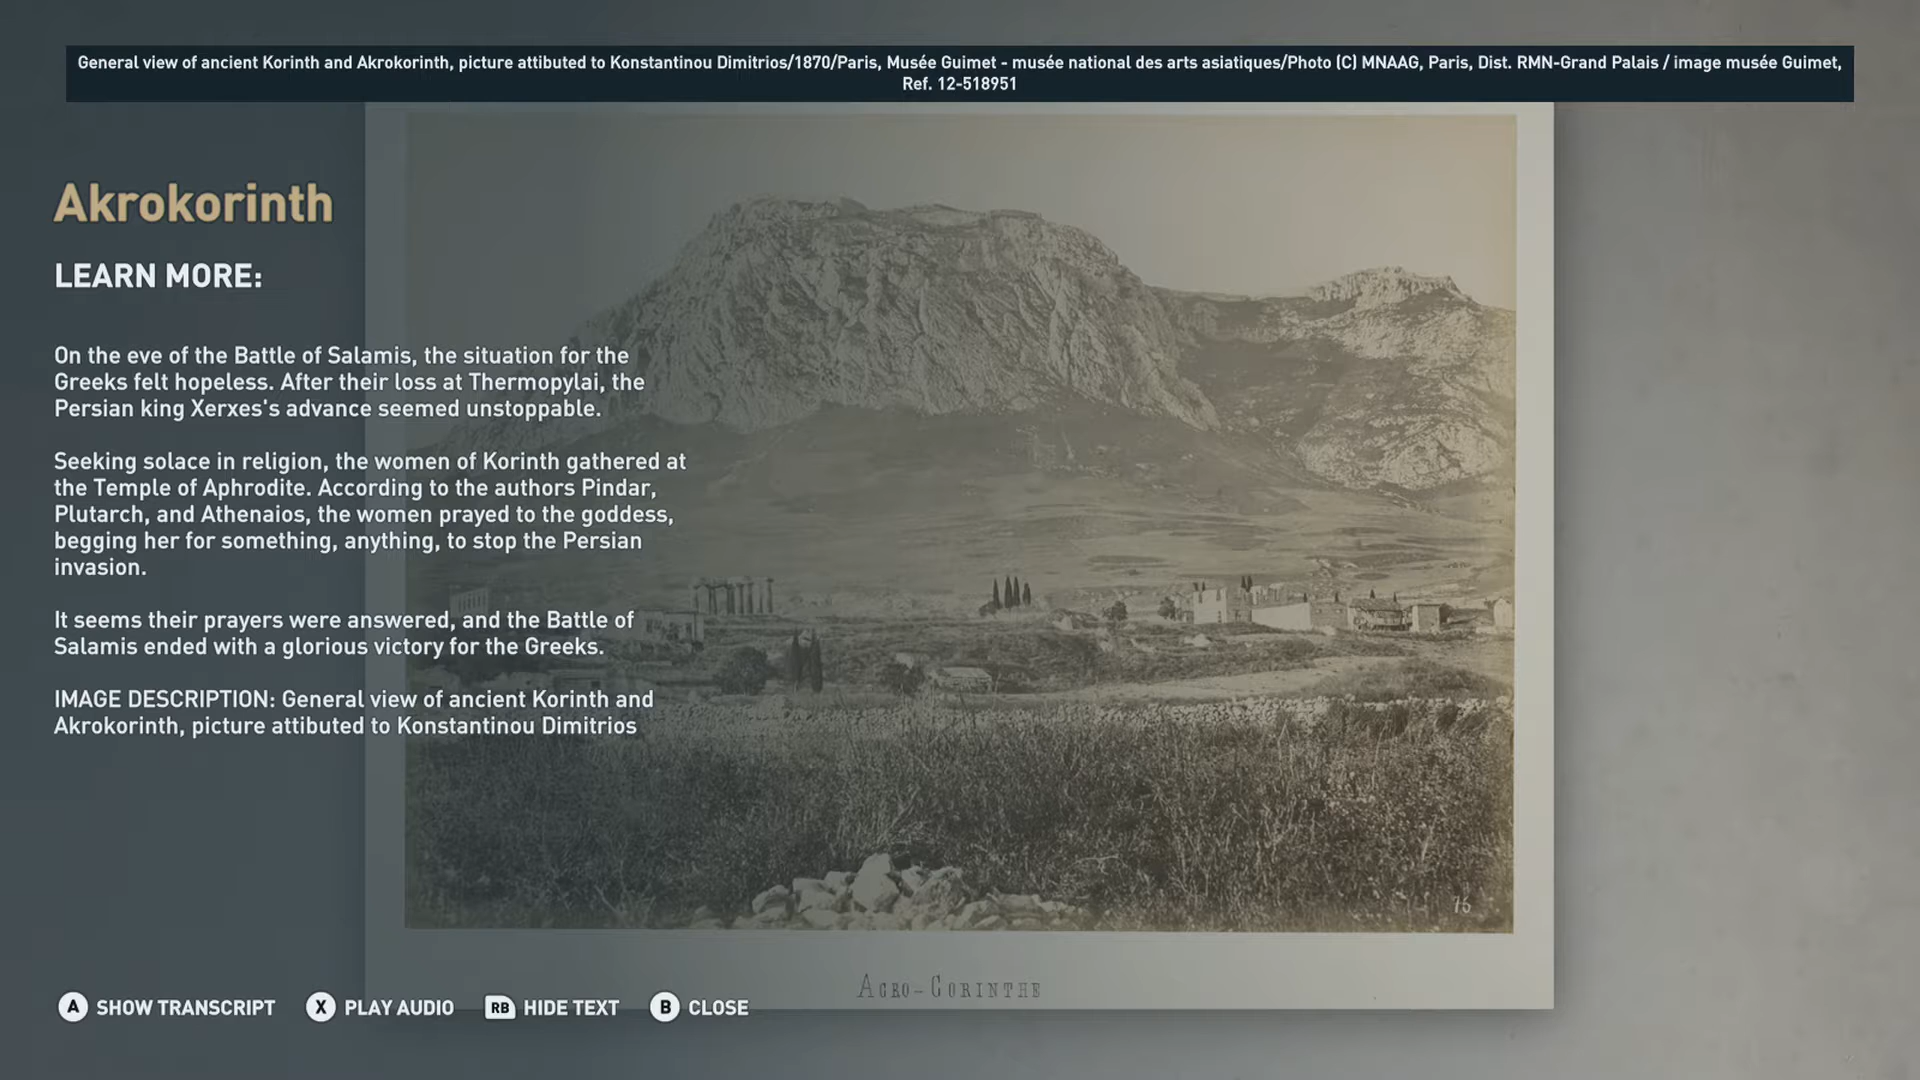 General view of ancient Korinth and Akrokorinth, picture attibuted to Konstantinou Dimitrios/1870/Paris, Musée Guimet - musée national des arts asiatiques/Photo (C) MNAAG, Paris, Dist. RMN-Grand Palais / image musée Guimet,
Ref. 12-518951
Akrokorinth
LEARN MORE:
On the eve of the Battle of Salamis, the situation for the
Greeks felt hopeless. After their loss at Thermopylai, the
Persian king Xerxes's advance seemed unstoppable.
Seeking solace in religion, the women of Korinth gathered at
the Temple of Aphrodite. According to the authors Pindar,
Plutarch, and Athenaios, the women prayed to the goddess,
begging her for something, anything, to stop the Persian
invasion.
It seems their prayers were answered, and the Battle of
Salamis ended with a glorious victory for the Greeks.
IMAGE DESCRIPTION: General view of ancient Korinth and
Akrokorinth, picture attibuted to Konstantinou Dimitrios
75
ACRO-CORINTHE
A SHOW TRANSCRIPT X PLAY AUDIO RB HIDE TEXT B CLOSE